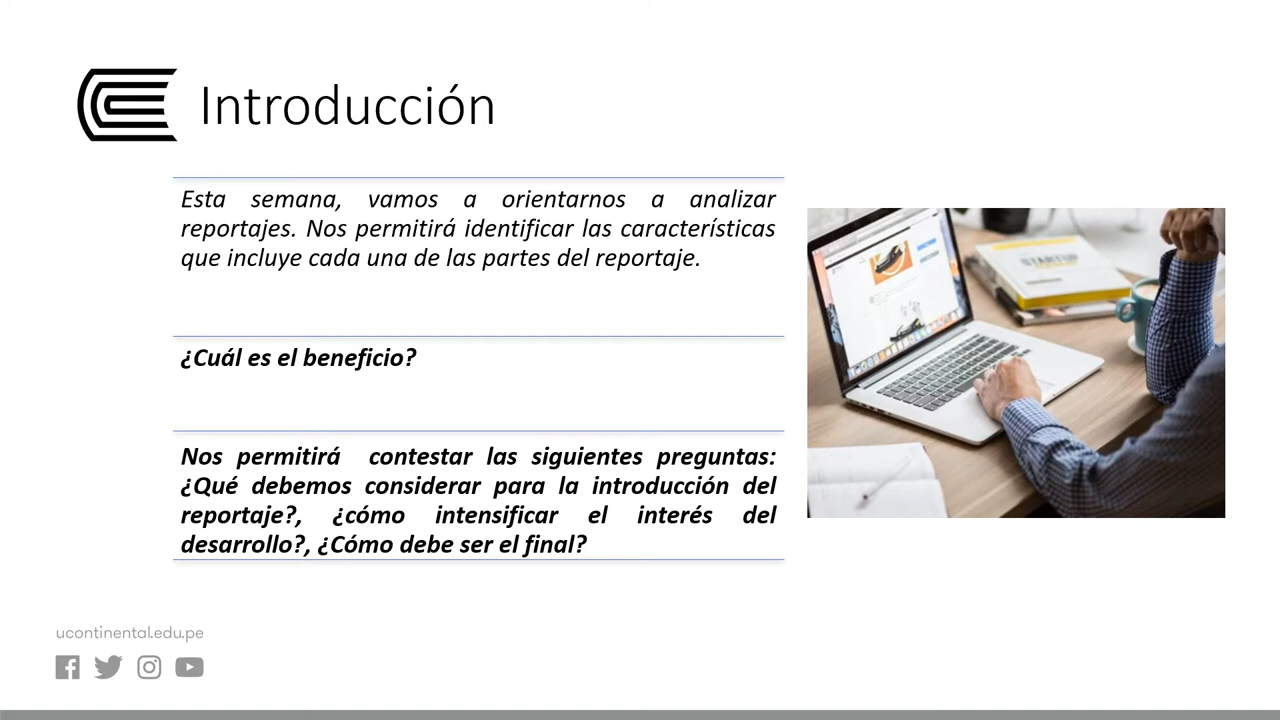 Introducción
Esta semana, vamos a orientarnos a analizar
reportajes. Nos permitirá identificar las características
que incluye cada una de las partes del reportaje.
¿Cuál es el beneficio?
Nos permitirá contestar las siguientes preguntas:
¿Qué debemos considerar para la introducción del
reportaje?, ¿cómo intensificar el interés del
desarrollo?, ¿Cómo debe ser el final?
STARTUP
ucontinental.edu.pe